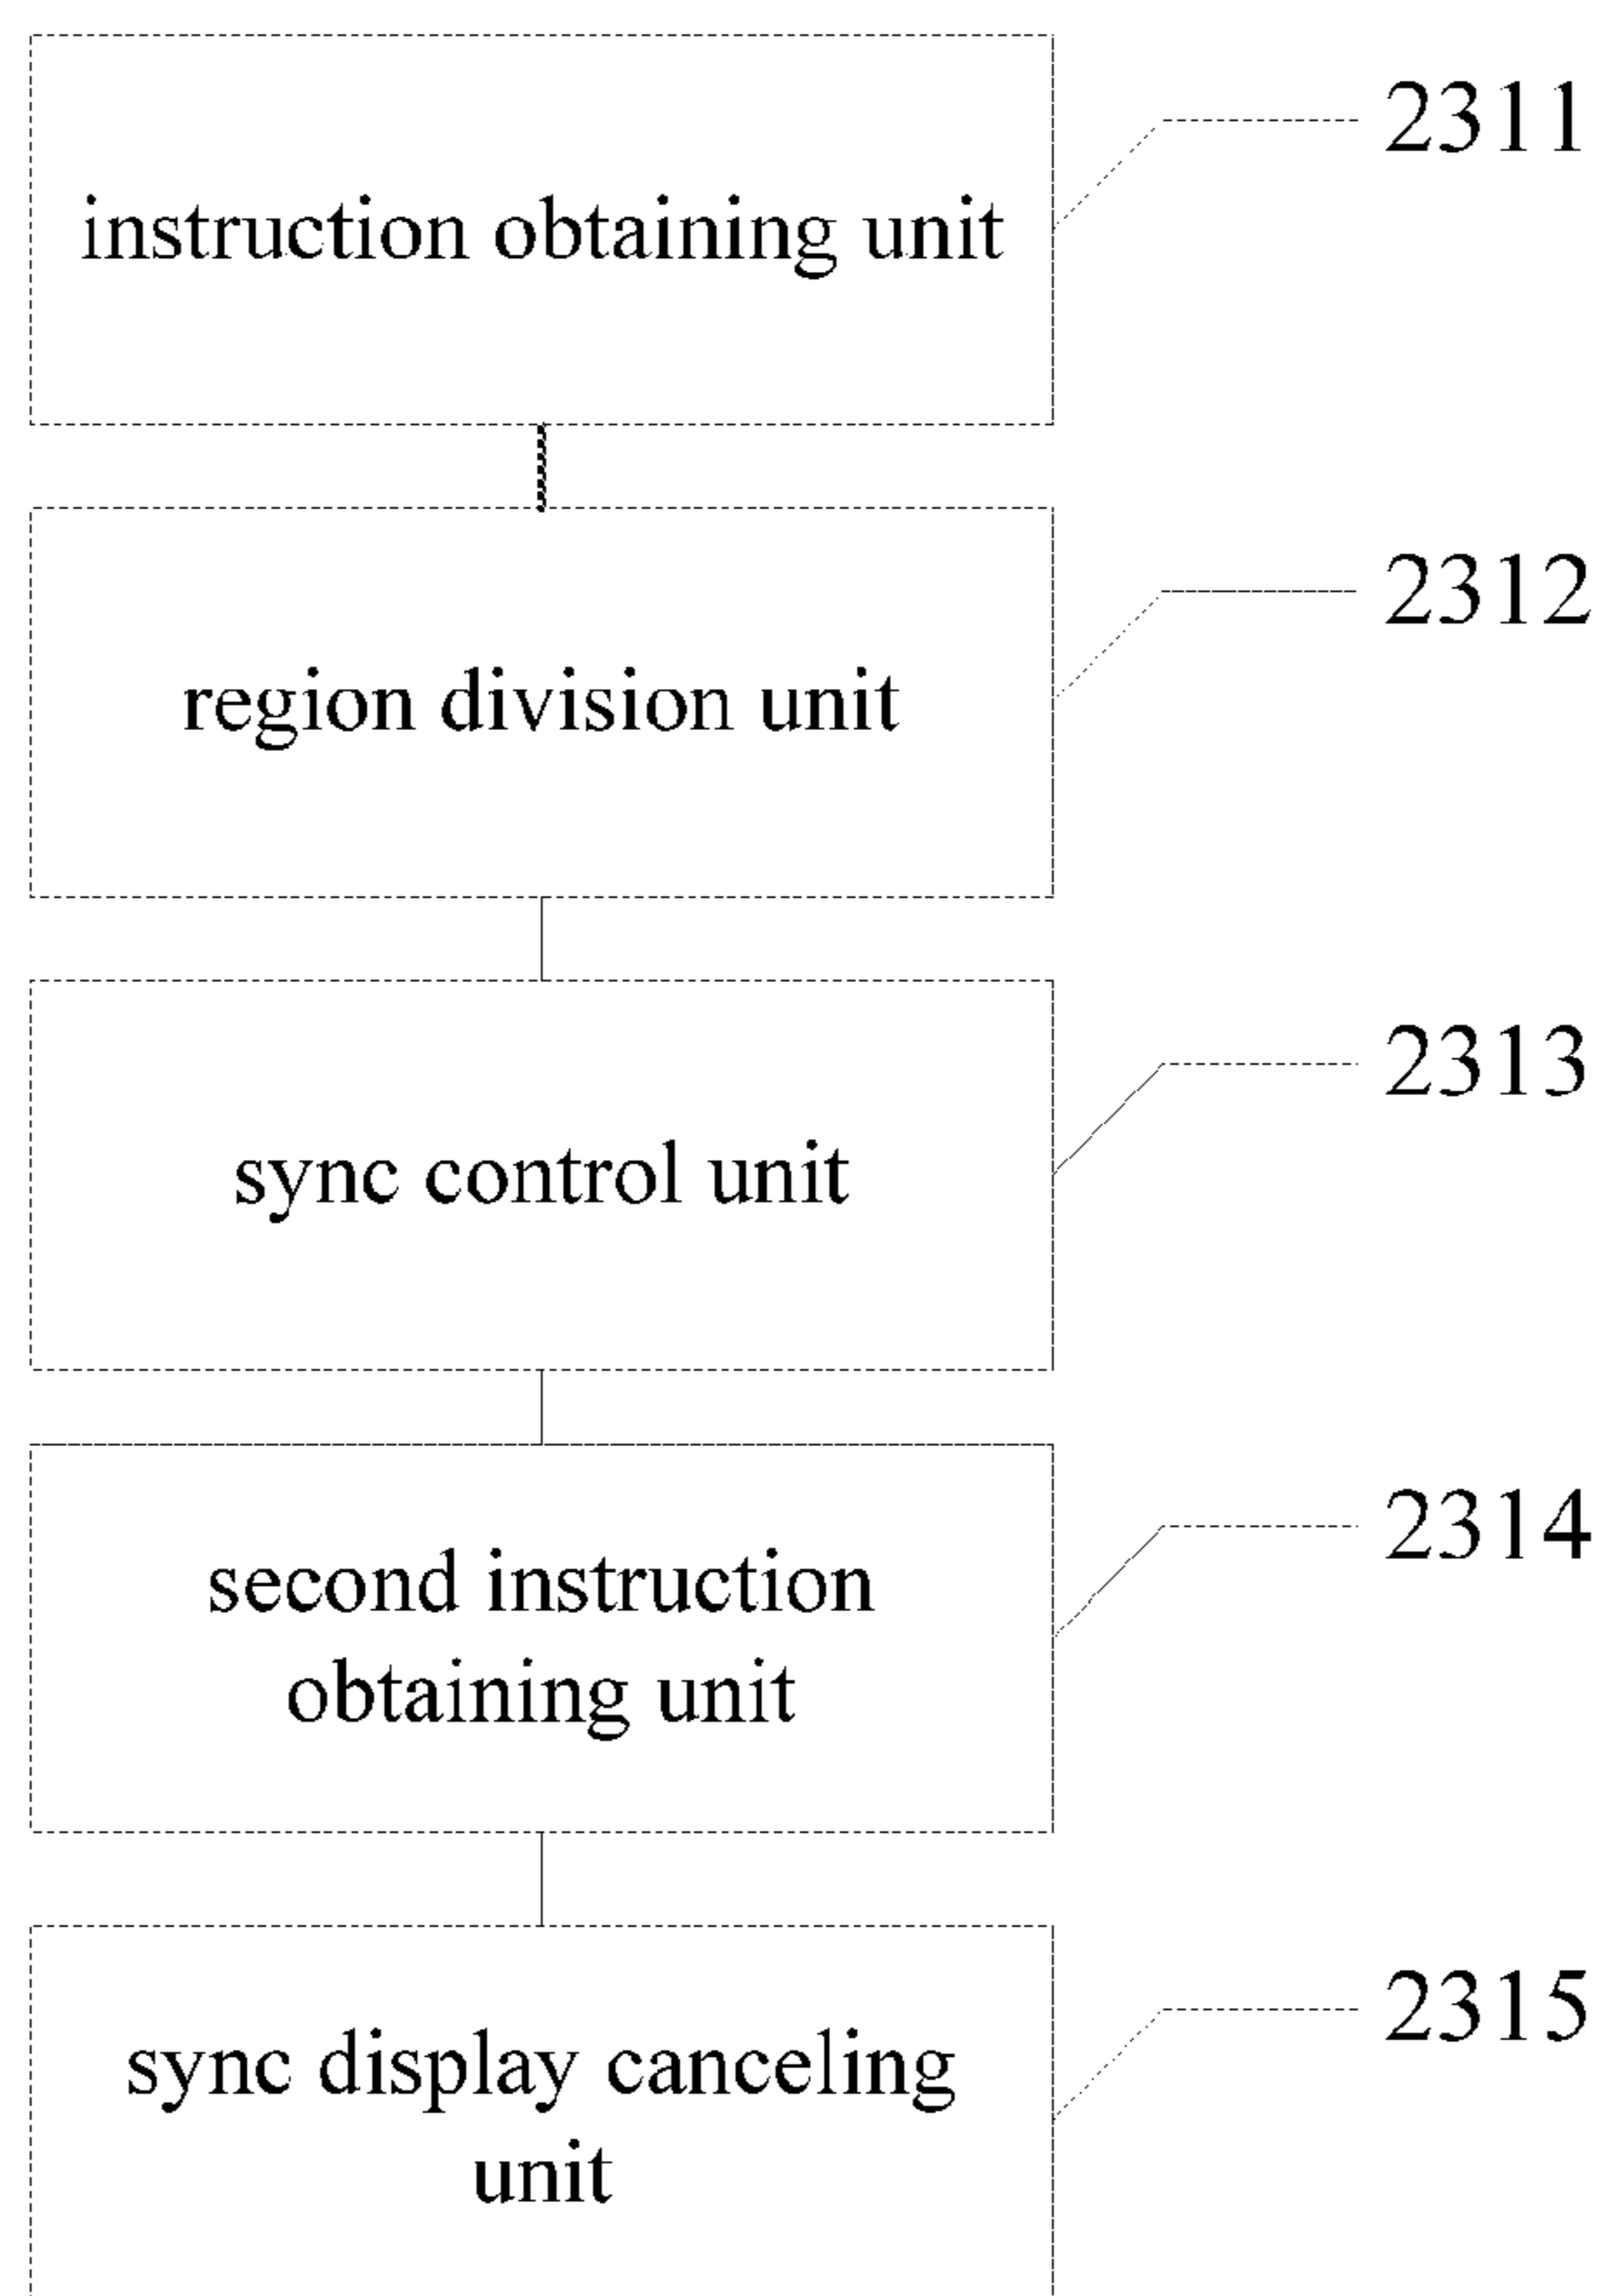 instruction obtaining unit
2311
region division unit
2312
sync control unit
2313
second instruction
obtaining unit
2314
sync display canceling
unit
2315